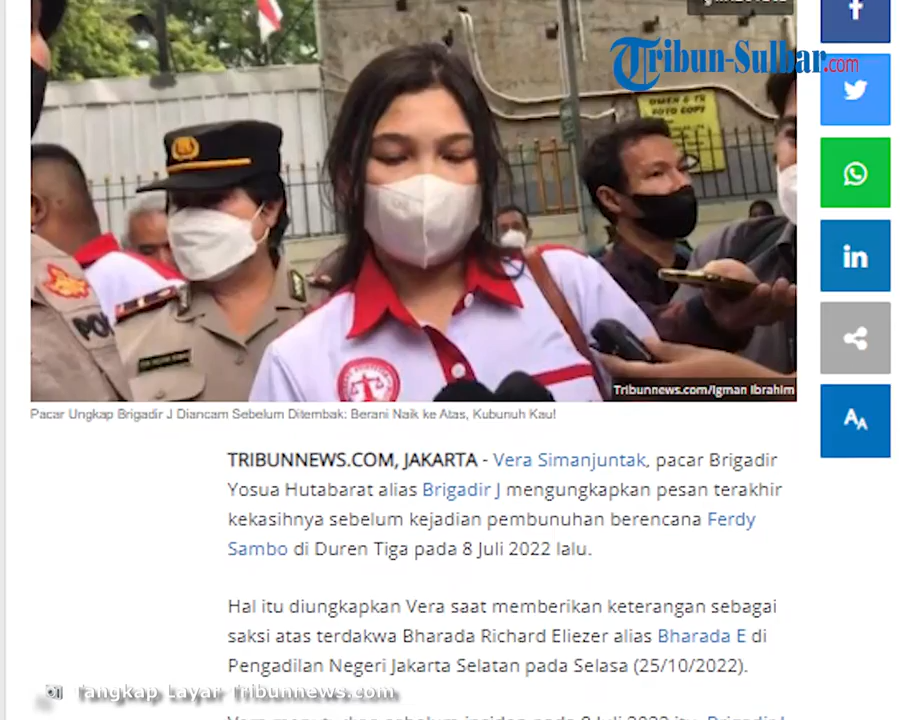 Tribun-Sulbar.com
OMEN & TK
FOTO COPY
Tribunnews.com/Igman Ibrahim
Pacar Ungkap Brigadir J Diancam Sebelum Ditembak: Berani Naik ke Atas, Kubunuh Kau!
TRIBUNNEWS.COM, JAKARTA - Vera Simanjuntak, pacar Brigadir
Yosua Hutabarat alias Brigadir J mengungkapkan pesan terakhir
kekasihnya sebelum kejadian pembunuhan berencana Ferdy
Sambo di Duren Tiga pada 8 Juli 2022 lalu.
Hal itu diungkapkan Vera saat memberikan keterangan sebagai
saksi atas terdakwa Bharada Richard Eliezer alias Bharada E di
Pengadilan Negeri Jakarta Selatan pada Selasa (25/10/2022).
Tangkap Layar Tribunnews.com